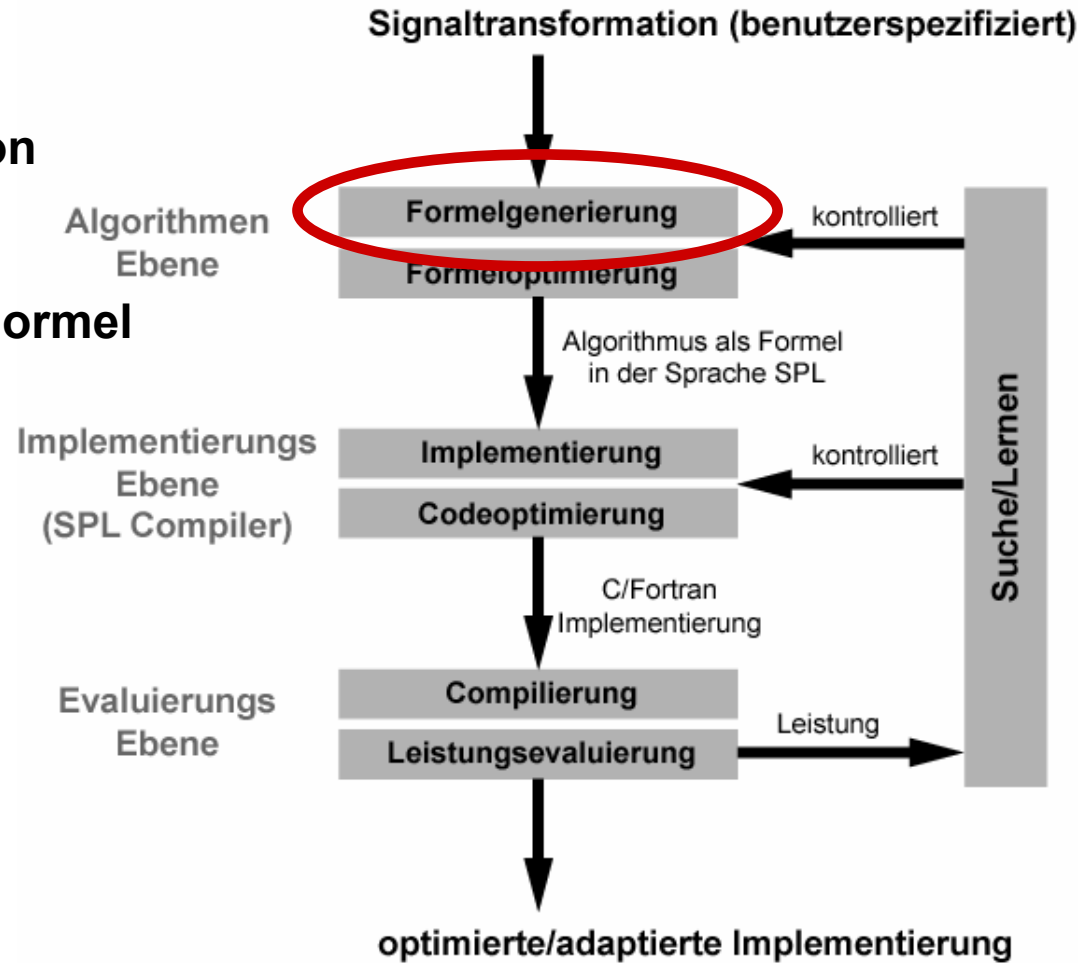 Signaltransformation (benutzerspezifiziert)
on
Algorithmen
Ebene
Formelgenerierung
Formeloptimierung
kontrolliert
ormel
Algorithmus als Formel
in der Sprache SPL
Implementierungs
Ebene
(SPL Compiler)
Implementierung
Codeoptimierung
kontrolliert
Suche/Lernen
C/Fortran
Implementierung
Evaluierungs
Ebene
Compilierung
Leistungsevaluierung
Leistung
optimierte/adaptierte Implementierung